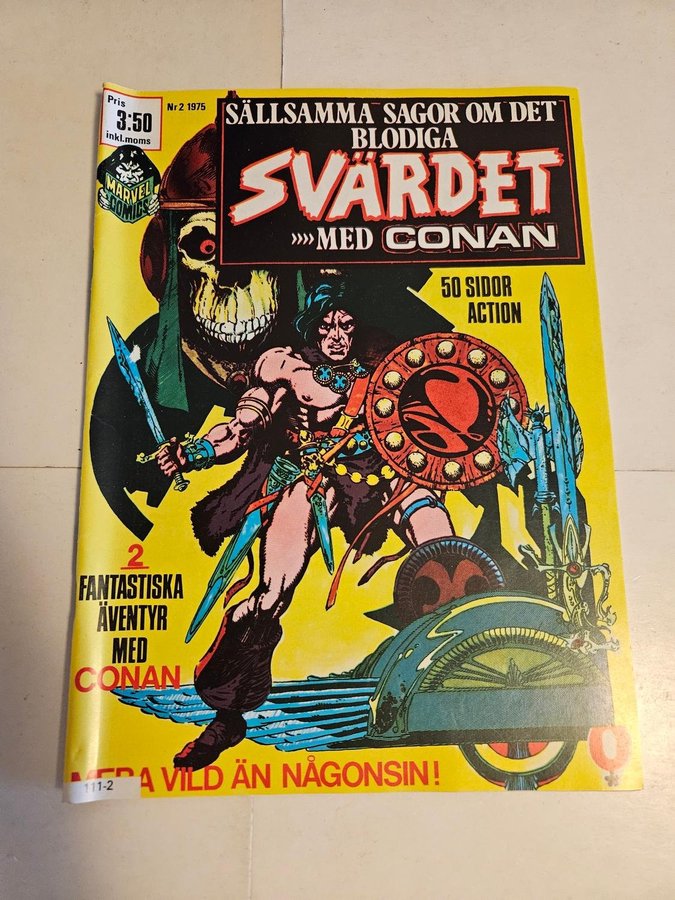 Pris
3:50
inkl.moms
Nr 2 1975
MARVEL
COMICS
SÄLLSAMMA SAGOR OM DET
BLODIGA
SVÄRDET
»»MED CONAN
50 SIDOR
ACTION
2
FANTASTISKA
ÄVENTYR
MED
CONAN
MERA VILD ÄN NÅGONSIN!
111-2